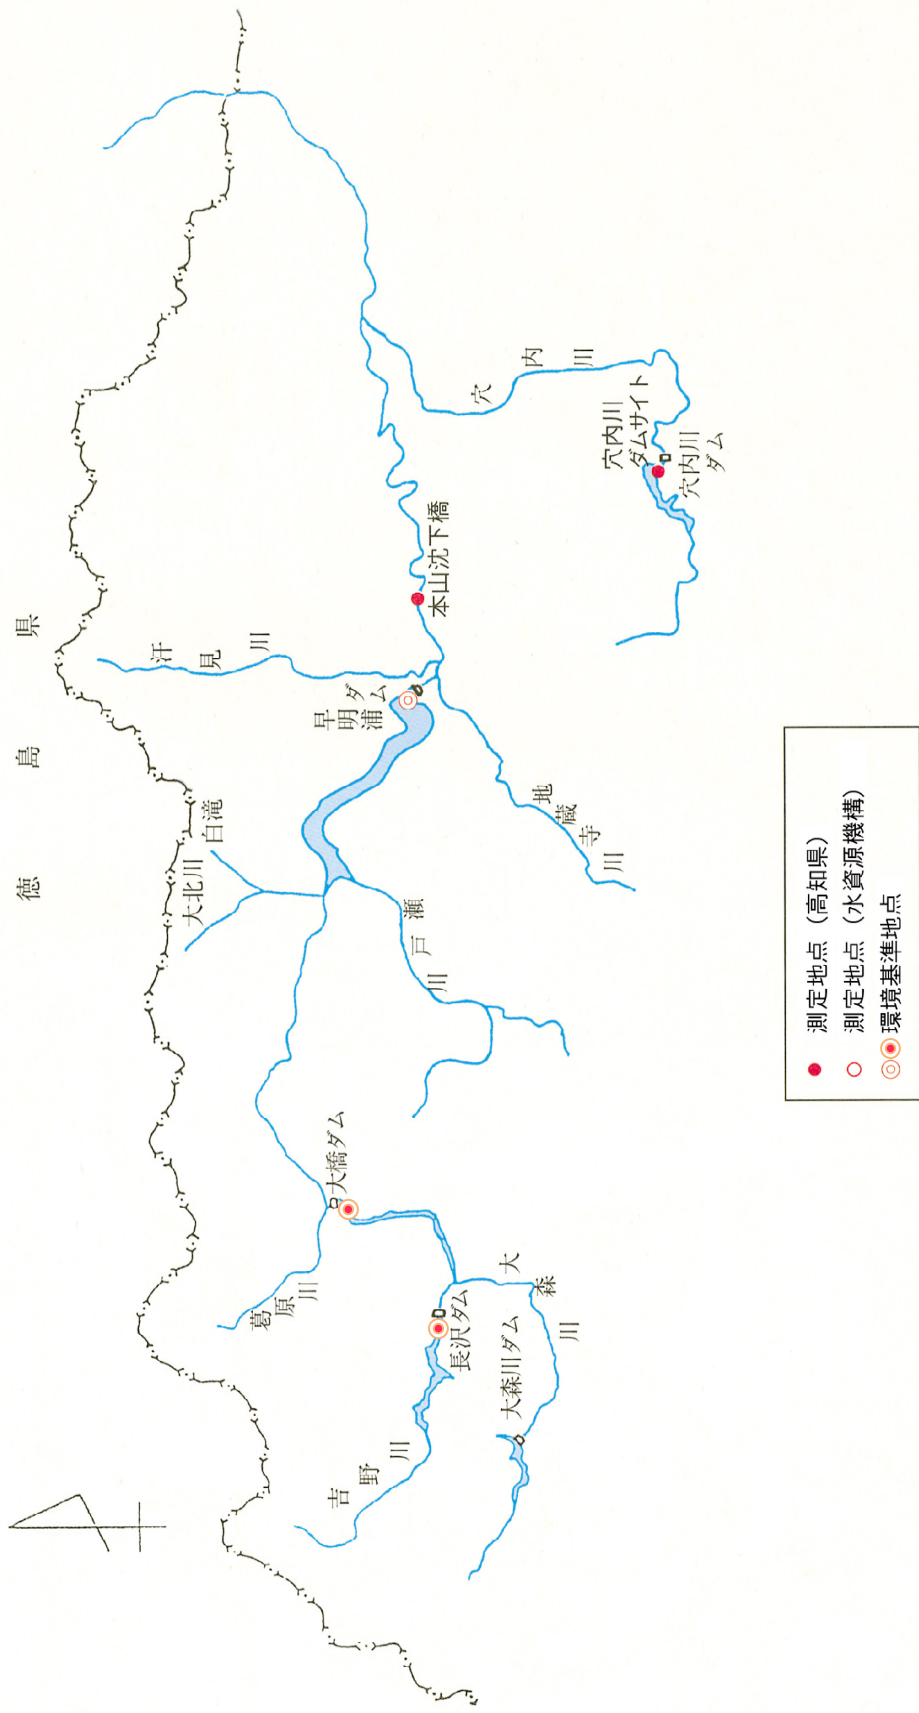 徳島県
白滝
大北川
汗見川
早明浦
ダム
本山沈下橋
穴内川
穴内川
ダムサイト
穴内川
ダム
地蔵寺川
瀬戸川
大橋ダム
葛原川
長沢ダム
大森川
大森川ダム
吉野川
測定地点（高知県）
測定地点（水資源機構）
環境基準地点